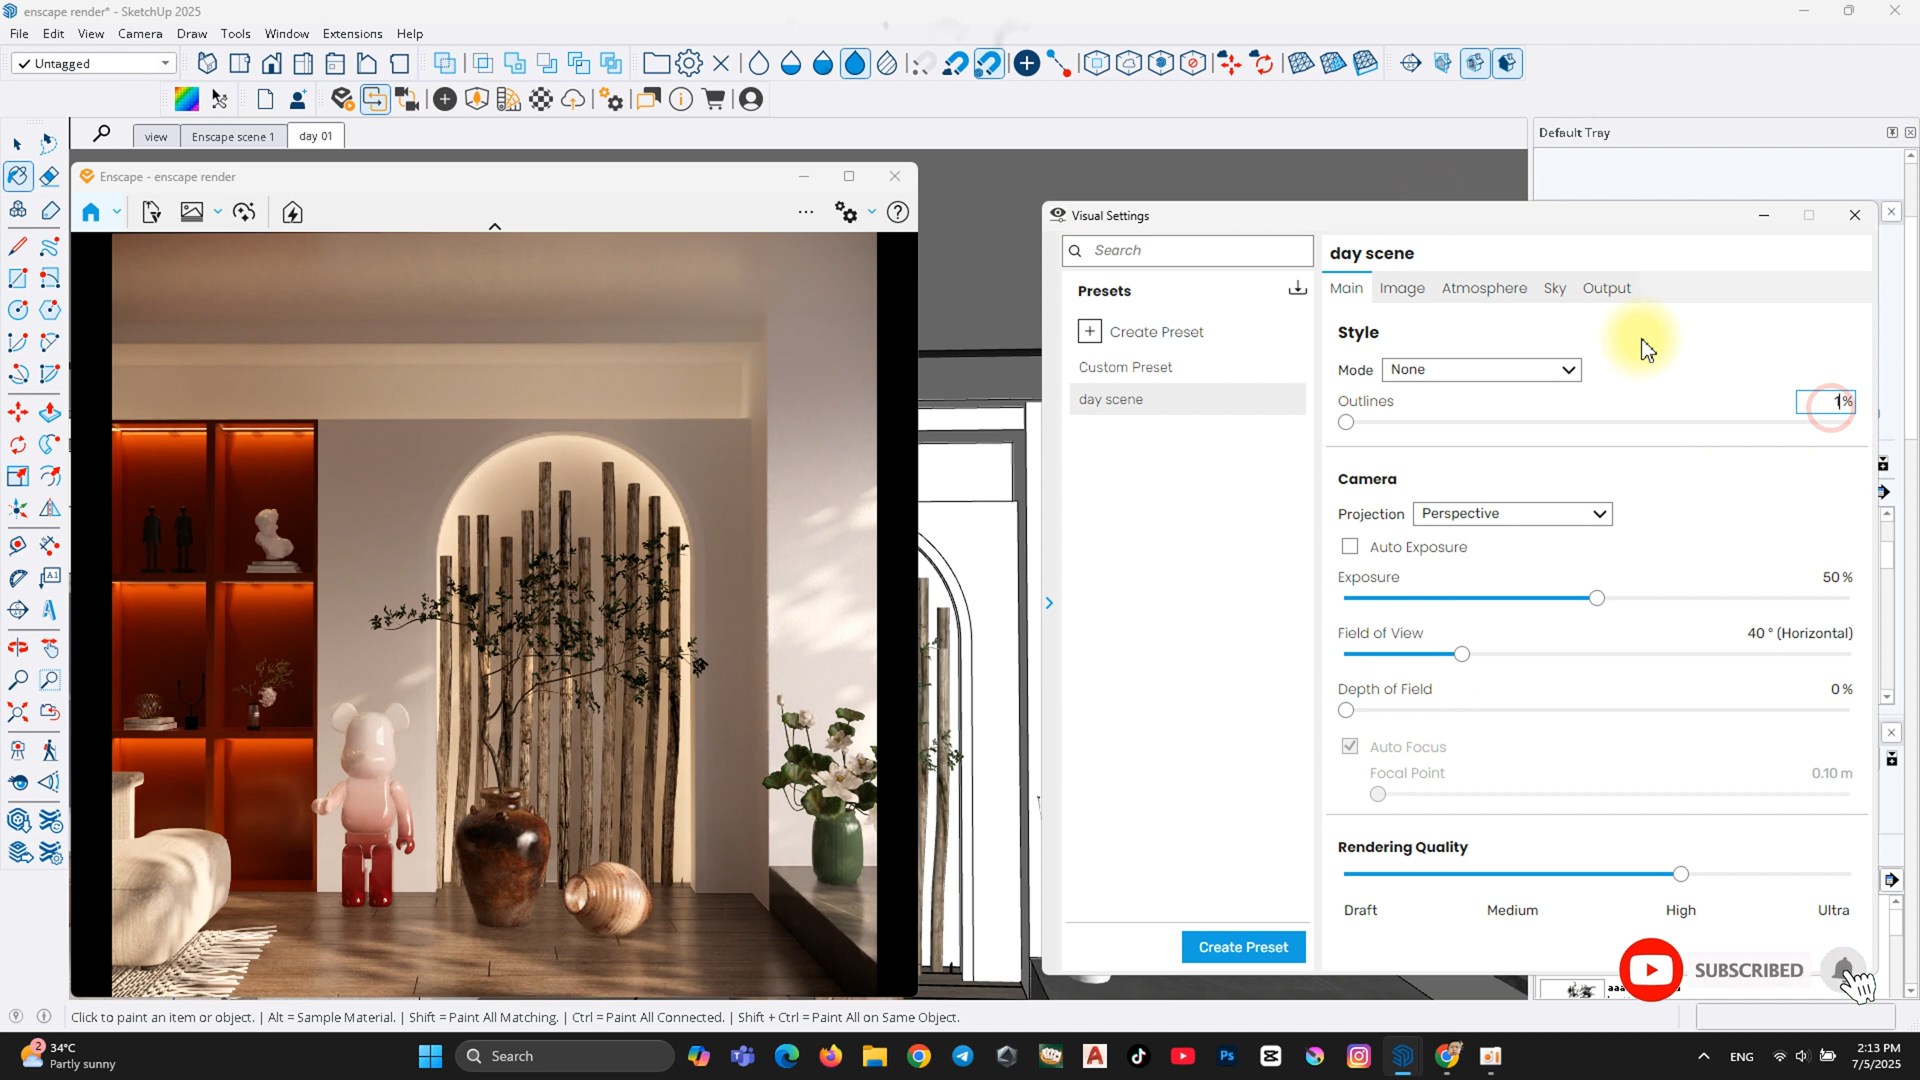 enscape render* - SketchUp 2025
File Edit View Camera Draw Tools Window Extensions Help
Untagged
view Enscape scene 1 day 01
Default Tray
Enscape - enscape render
Visual Settings
Search
day scene
Presets
Main Image Atmosphere Sky Output
Create Preset
Style
Custom Preset
Mode None
day scene
Outlines 1%
Camera
Projection Perspective
Auto Exposure
Exposure 50 %
Field of View 40 ° (Horizontal)
Depth of Field 0 %
Auto Focus
Focal Point 0.10 m
Rendering Quality
Draft Medium High Ultra
Create Preset
SUBSCRIBED
Click to paint an item or object. | Alt = Sample Material. | Shift = Paint All Matching. | Ctrl = Paint All Connected. | Shift + Ctrl = Paint All on Same Object.
2
34°C
Partly sunny
Search
Ps
ENG
2:13 PM
7/5/2025